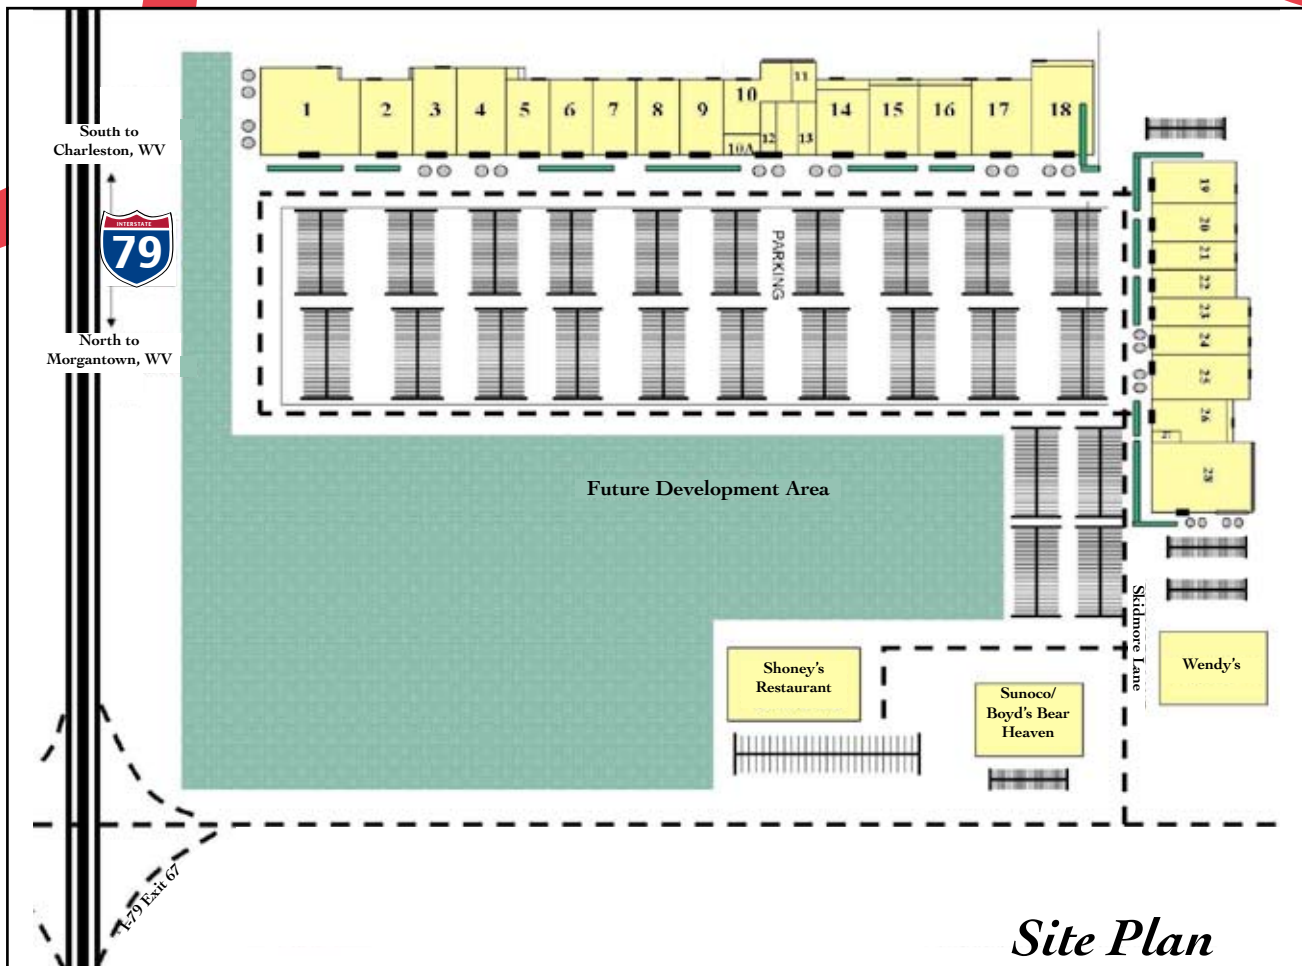 1
2
3
4
5
6
7
8
9
10
11
10A
12
13
14
15
16
17
18
South to
Charleston, WV
INTERSTATE
79
North to
Morgantown, WV
PARKING
19
20
21
22
23
24
25
26
27
28
Future Development Area
Skidmore Lane
Shoney's
Restaurant
Sunoco/
Boyd's Bear
Heaven
Wendy's
I-79 Exit 67
Site Plan